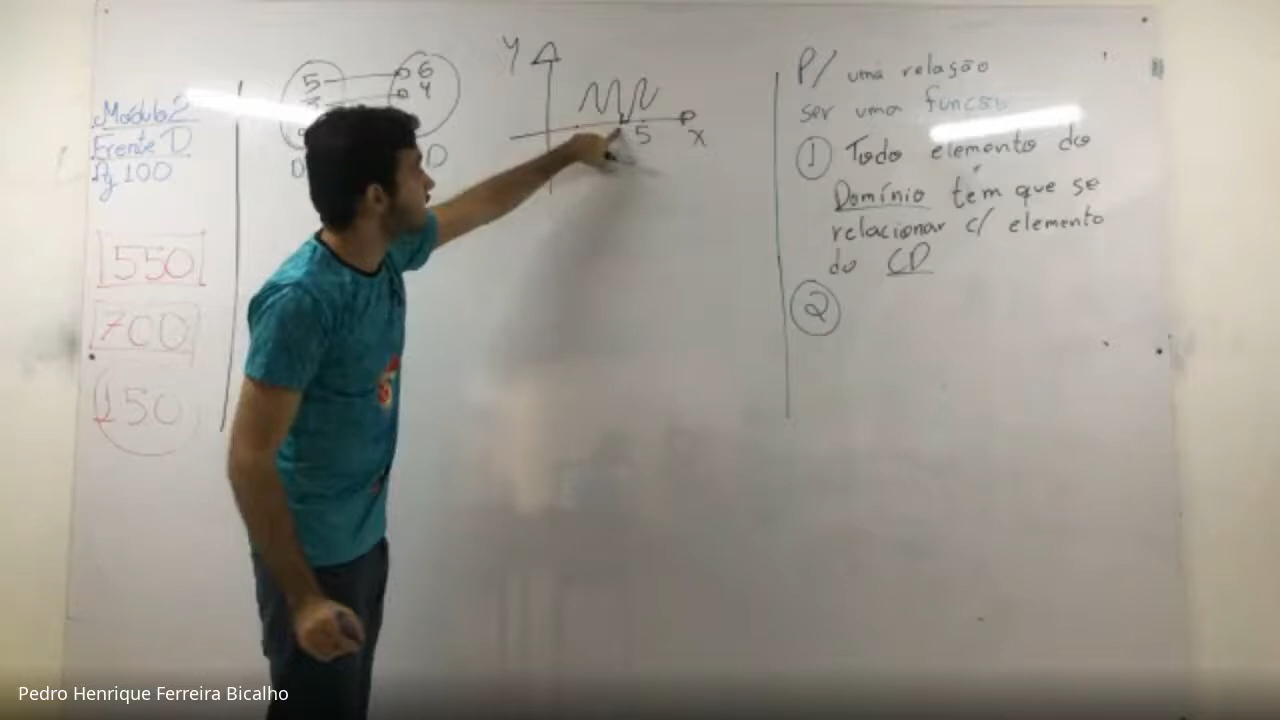 Módulo 2
Frente D
Pg 100
550
700
150
5
6
4
D
D
Y
5
X
P/ uma relação
ser uma função
① Todo elemento do
Domínio tem que se
relacionar c/ elemento
do CD
②
Pedro Henrique Ferreira Bicalho